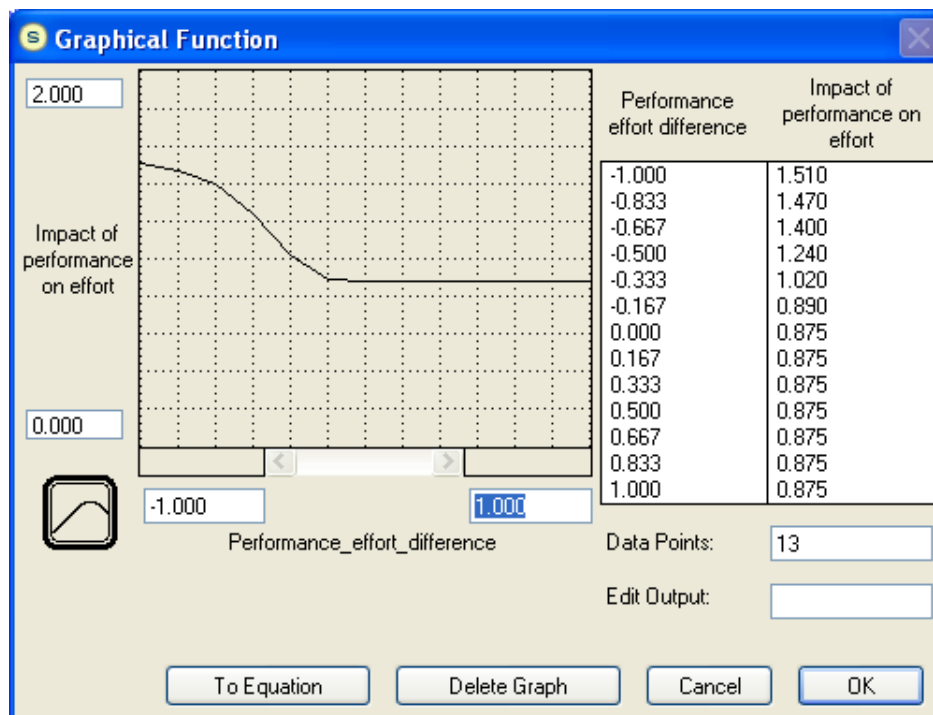 S Graphical Function
2.000
Impact of
performance
on effort
0.000
-1.000
1.000
Performance_effort_difference
Performance
effort difference
Impact of
performance on
effort
-1.000 1.510
-0.833 1.470
-0.667 1.400
-0.500 1.240
-0.333 1.020
-0.167 0.890
0.000 0.875
0.167 0.875
0.333 0.875
0.500 0.875
0.667 0.875
0.833 0.875
1.000 0.875
Data Points: 13
Edit Output:
To Equation
Delete Graph
Cancel
OK